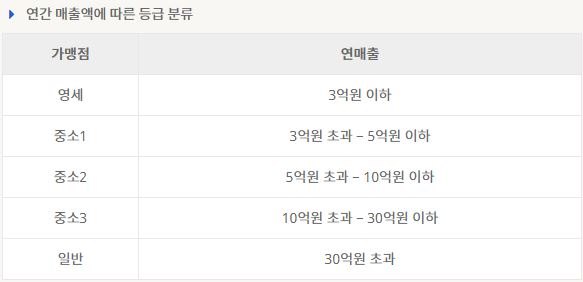 연간 매출액에 따른 등급 분류
가맹점 연매출
영세 3억원 이하
중소1 3억원 초과 – 5억원 이하
중소2 5억원 초과 – 10억원 이하
중소3 10억원 초과 – 30억원 이하
일반 30억원 초과